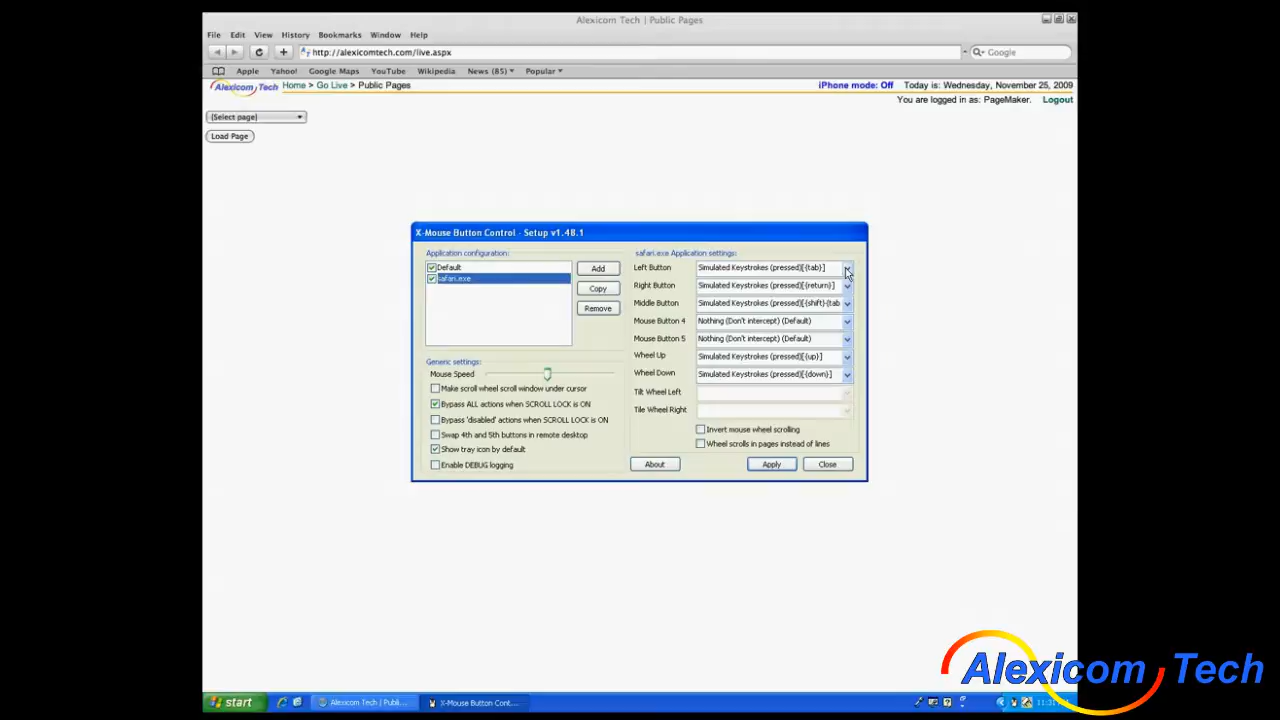 Alexicom Tech | Public Pages
File Edit View History Bookmarks Window Help
http://alexicomtech.com/live.aspx
Google
Apple Yahoo! Google Maps YouTube Wikipedia News (85) Popular
Alexicom Tech Home > Go Live > Public Pages iPhone mode: Off Today is: Wednesday, November 25, 2009
You are logged in as: PageMaker. Logout
(Select page)
Load Page
X-Mouse Button Control - Setup v1.48.1
Application configuration:
Default
safari.exe
Add
Copy
Remove
Generic settings:
Mouse Speed
Make scroll wheel scroll window under cursor
Bypass ALL actions when SCROLL LOCK is ON
Bypass 'disabled' actions when SCROLL LOCK is ON
Swap 4th and 5th buttons in remote desktop
Show tray icon by default
Enable DEBUG logging
safari.exe Application settings:
Left Button Simulated Keystrokes (pressed)[{tab}]
Right Button Simulated Keystrokes (pressed)[{return}]
Middle Button Simulated Keystrokes (pressed)[{shift}{tab
Mouse Button 4 Nothing (Don't intercept) (Default)
Mouse Button 5 Nothing (Don't intercept) (Default)
Wheel Up Simulated Keystrokes (pressed)[{up}]
Wheel Down Simulated Keystrokes (pressed)[{down}]
Tilt Wheel Left
Tile Wheel Right
Invert mouse wheel scrolling
Wheel scrolls in pages instead of lines
About Apply Close
Alexicom Tech
start Alexicom Tech | Publi... X-Mouse Button Cont...